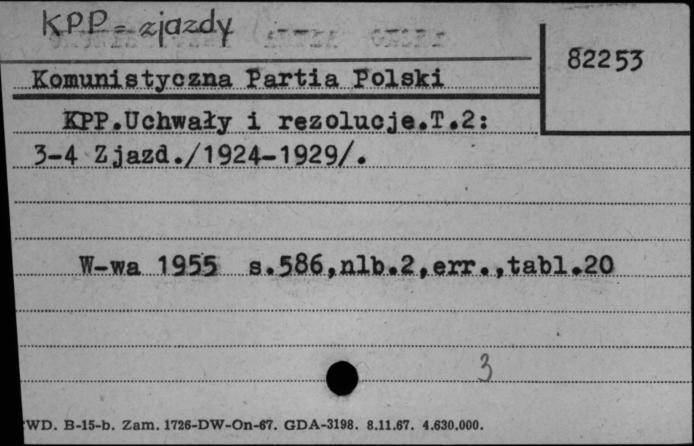 KPP = zjazdy
82253
Komunistyczna Partia Polski
KPP.Uchwały i rezolucje.T.2:
3-4 Zjazd./1924-1929/.
W-wa 1955 s.586,nlb.2,err.,tabl.20
3
WD. B-15-b. Zam. 1726-DW-On-67. GDA-3198. 8.11.67. 4.630.000.